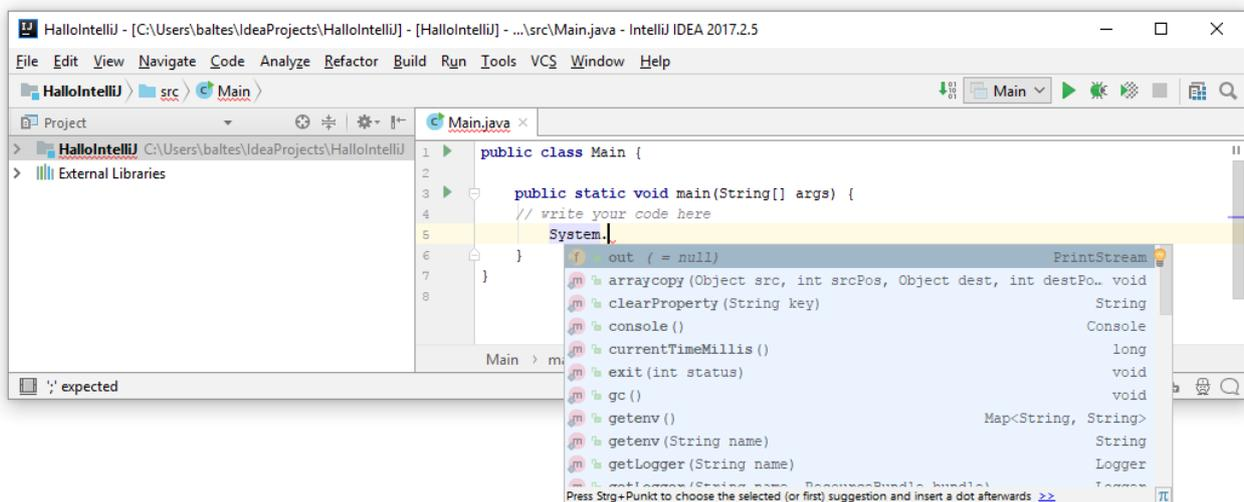 HalloIntelliJ - [C:\Users\baltes\IdeaProjects\HalloIntelliJ] - [HalloIntelliJ] - ...\src\Main.java - IntelliJ IDEA 2017.2.5
File Edit View Navigate Code Analyze Refactor Build Run Tools VCS Window Help
HalloIntelliJ src Main Main
Project Main.java
HalloIntelliJ C:\Users\baltes\IdeaProjects\HalloIntelliJ
External Libraries
1 public class Main {
2
3 public static void main(String[] args) {
4 // write your code here
5 System.
6 }
7 }
8
out ( = null) PrintStream
arraycopy(Object src, int srcPos, Object dest, int destPo… void
clearProperty(String key) String
console() Console
currentTimeMillis() long
exit(int status) void
gc() void
getenv() Map<String, String>
getenv(String name) String
getLogger(String name) Logger
getLogger(String name, ResourceBundle bundle) Logger
Press Strg+Punkt to choose the selected (or first) suggestion and insert a dot afterwards >> π
Main
';' expected